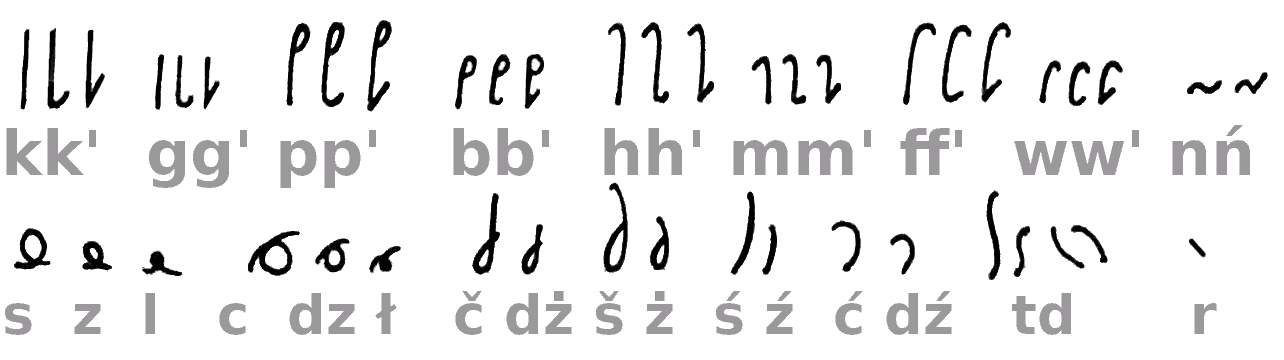 kk' gg' pp' bb' hh' mm' ff' ww' nń
s z l c dz ł č dż š ż ś ź ć dź td r